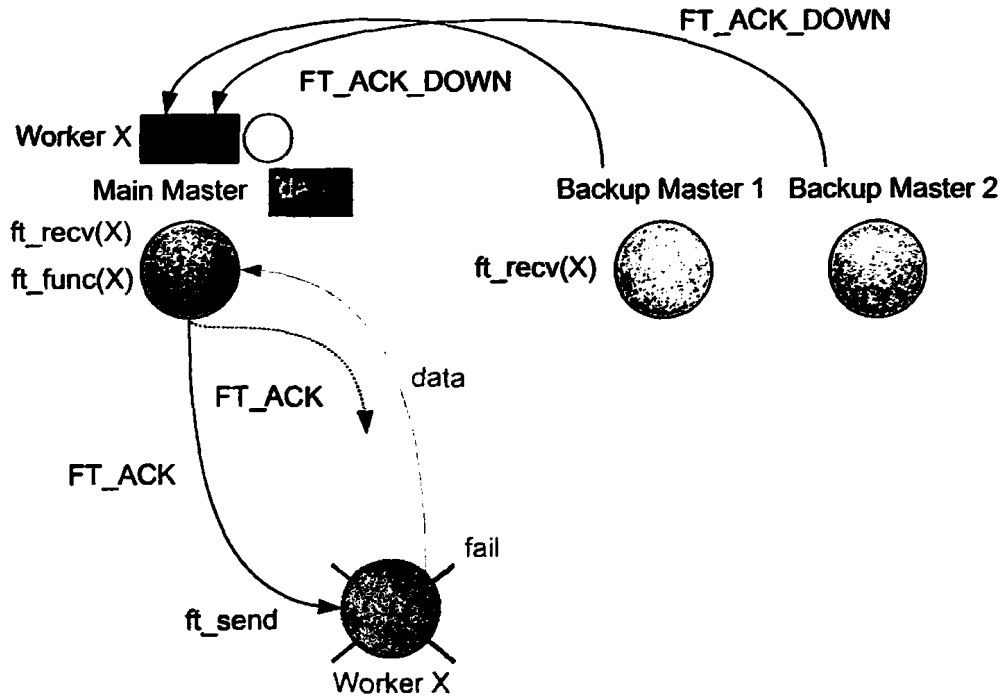 FT_ACK_DOWN
FT_ACK_DOWN
Worker X
Main Master
Backup Master 1
Backup Master 2
ft_recv(X)
ft_func(X)
ft_recv(X)
data
FT_ACK
FT_ACK
fail
ft_send
Worker X